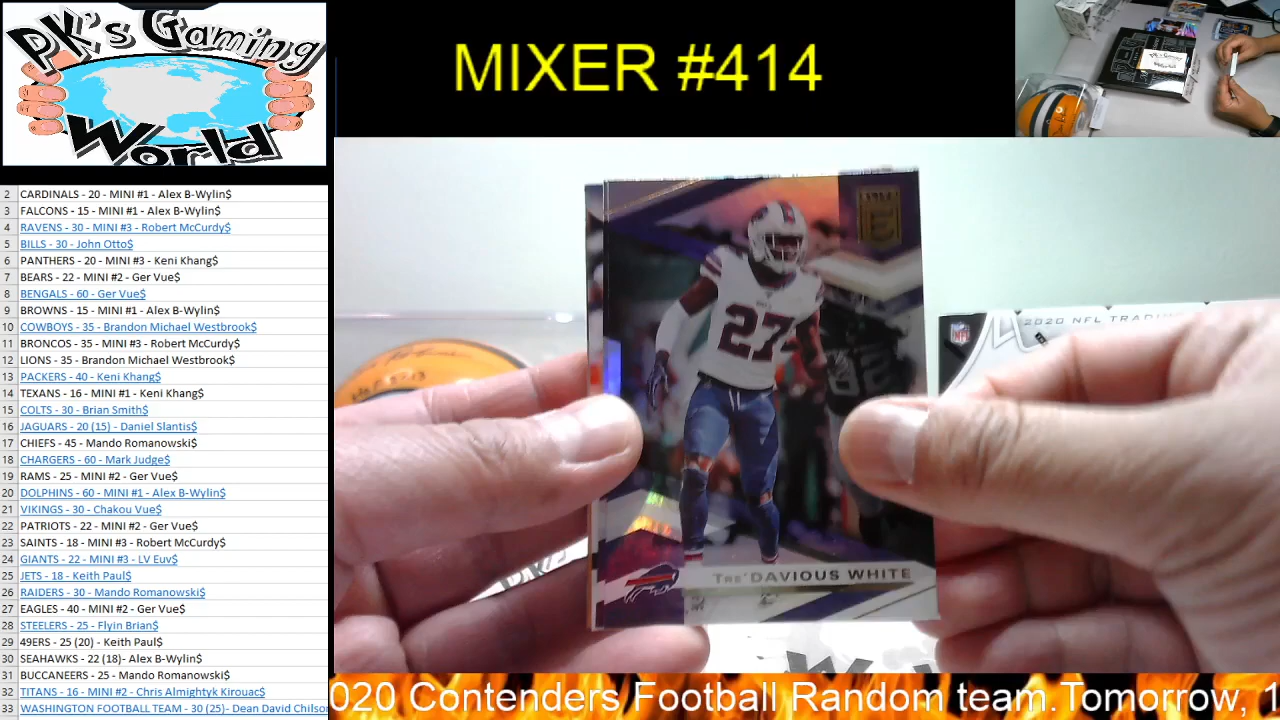 PK's Gaming
World
MIXER #414
2 CARDINALS - 20 - MINI #1 - Alex B-Wylin$
3 FALCONS - 15 - MINI #1 - Alex B-Wylin$
4 RAVENS - 30 - MINI #3 - Robert McCurdy$
5 BILLS - 30 - John Otto$
6 PANTHERS - 20 - MINI #3 - Keni Khang$
7 BEARS - 22 - MINI #2 - Ger Vue$
8 BENGALS - 60 - Ger Vue$
9 BROWNS - 15 - MINI #1 - Alex B-Wylin$
10 COWBOYS - 35 - Brandon Michael Westbrook$
11 BRONCOS - 35 - MINI #3 - Robert McCurdy$
12 LIONS - 35 - Brandon Michael Westbrook$
13 PACKERS - 40 - Keni Khang$
14 TEXANS - 16 - MINI #1 - Keni Khang$
15 COLTS - 30 - Brian Smith$
16 JAGUARS - 20 (15) - Daniel Slantis$
17 CHIEFS - 45 - Mando Romanowski$
18 CHARGERS - 60 - Mark Judge$
19 RAMS - 25 - MINI #2 - Ger Vue$
20 DOLPHINS - 60 - MINI #1 - Alex B-Wylin$
21 VIKINGS - 30 - Chakou Vue$
22 PATRIOTS - 22 - MINI #2 - Ger Vue$
23 SAINTS - 18 - MINI #3 - Robert McCurdy$
24 GIANTS - 22 - MINI #3 - LV Euv$
25 JETS - 18 - Keith Paul$
26 RAIDERS - 30 - Mando Romanowski$
27 EAGLES - 40 - MINI #2 - Ger Vue$
28 STEELERS - 25 - Flyin Brian$
29 49ERS - 25 (20) - Keith Paul$
30 SEAHAWKS - 22 (18)- Alex B-Wylin$
31 BUCCANEERS - 25 - Mando Romanowski$
32 TITANS - 16 - MINI #2 - Chris Almightyk Kirouac$
33 WASHINGTON FOOTBALL TEAM - 30 (25)- Dean David Chilson
E
27
82
TRE'DAVIOUS WHITE
NFL
2020 NFL TRADING
020 Contenders Football Random team.Tomorrow, 1